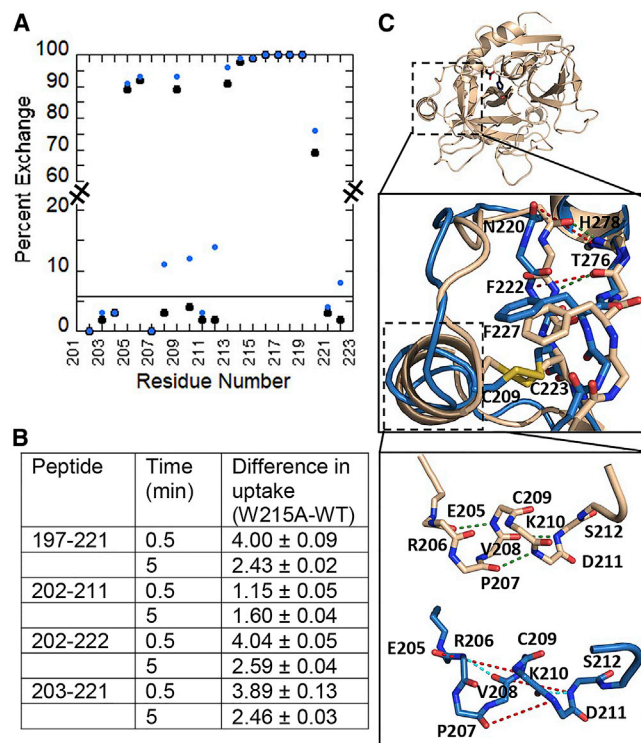 A
Percent Exchange
100
90
80
70
60
20
10
0
201
203
205
207
209
211
213
215
217
219
221
223
Residue Number
B
Peptide Time (min) Difference in uptake (W215A-WT)
197-221 0.5 4.00 ± 0.09
5 2.43 ± 0.02
202-211 0.5 1.15 ± 0.05
5 1.60 ± 0.04
202-222 0.5 4.04 ± 0.05
5 2.59 ± 0.04
203-221 0.5 3.89 ± 0.13
5 2.46 ± 0.03
C
N220
H278
T276
F222
F227
C223
C209
E205
C209
R206
K210
S212
V208
D211
P207
E205
R206
C209
S212
K210
V208
D211
P207